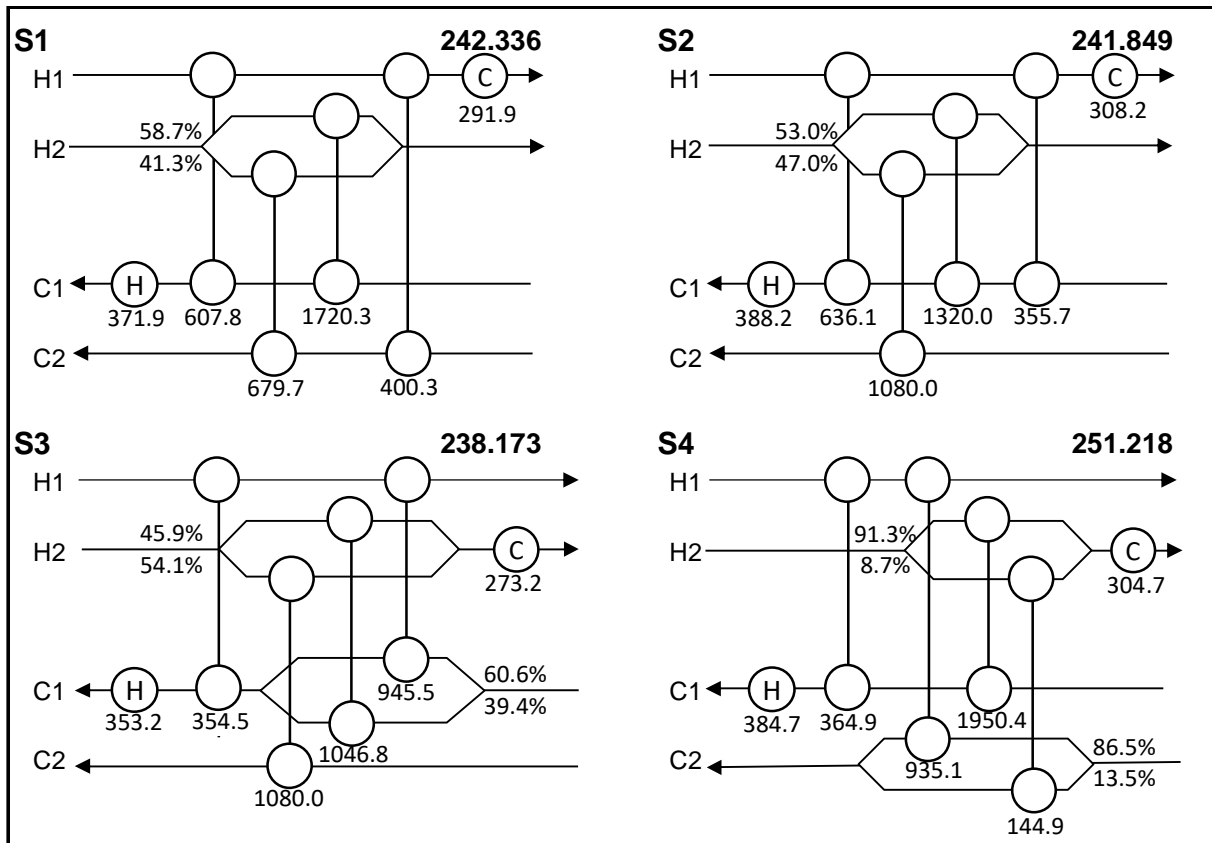 S1 242.336
H1 C
291.9
58.7%
H2
41.3%
C1 H
371.9 607.8 1720.3
C2
679.7 400.3
S2 241.849
H1 C
308.2
53.0%
H2
47.0%
C1 H
388.2 636.1 1320.0 355.7
C2
1080.0
S3 238.173
H1
45.9%
H2 C
54.1%
273.2
60.6%
C1 H 945.5
39.4%
353.2 354.5
1046.8
C2
1080.0
S4 251.218
H1
91.3%
H2 C
8.7%
304.7
C1 H
384.7 364.9 1950.4
86.5%
C2
935.1 13.5%
144.9